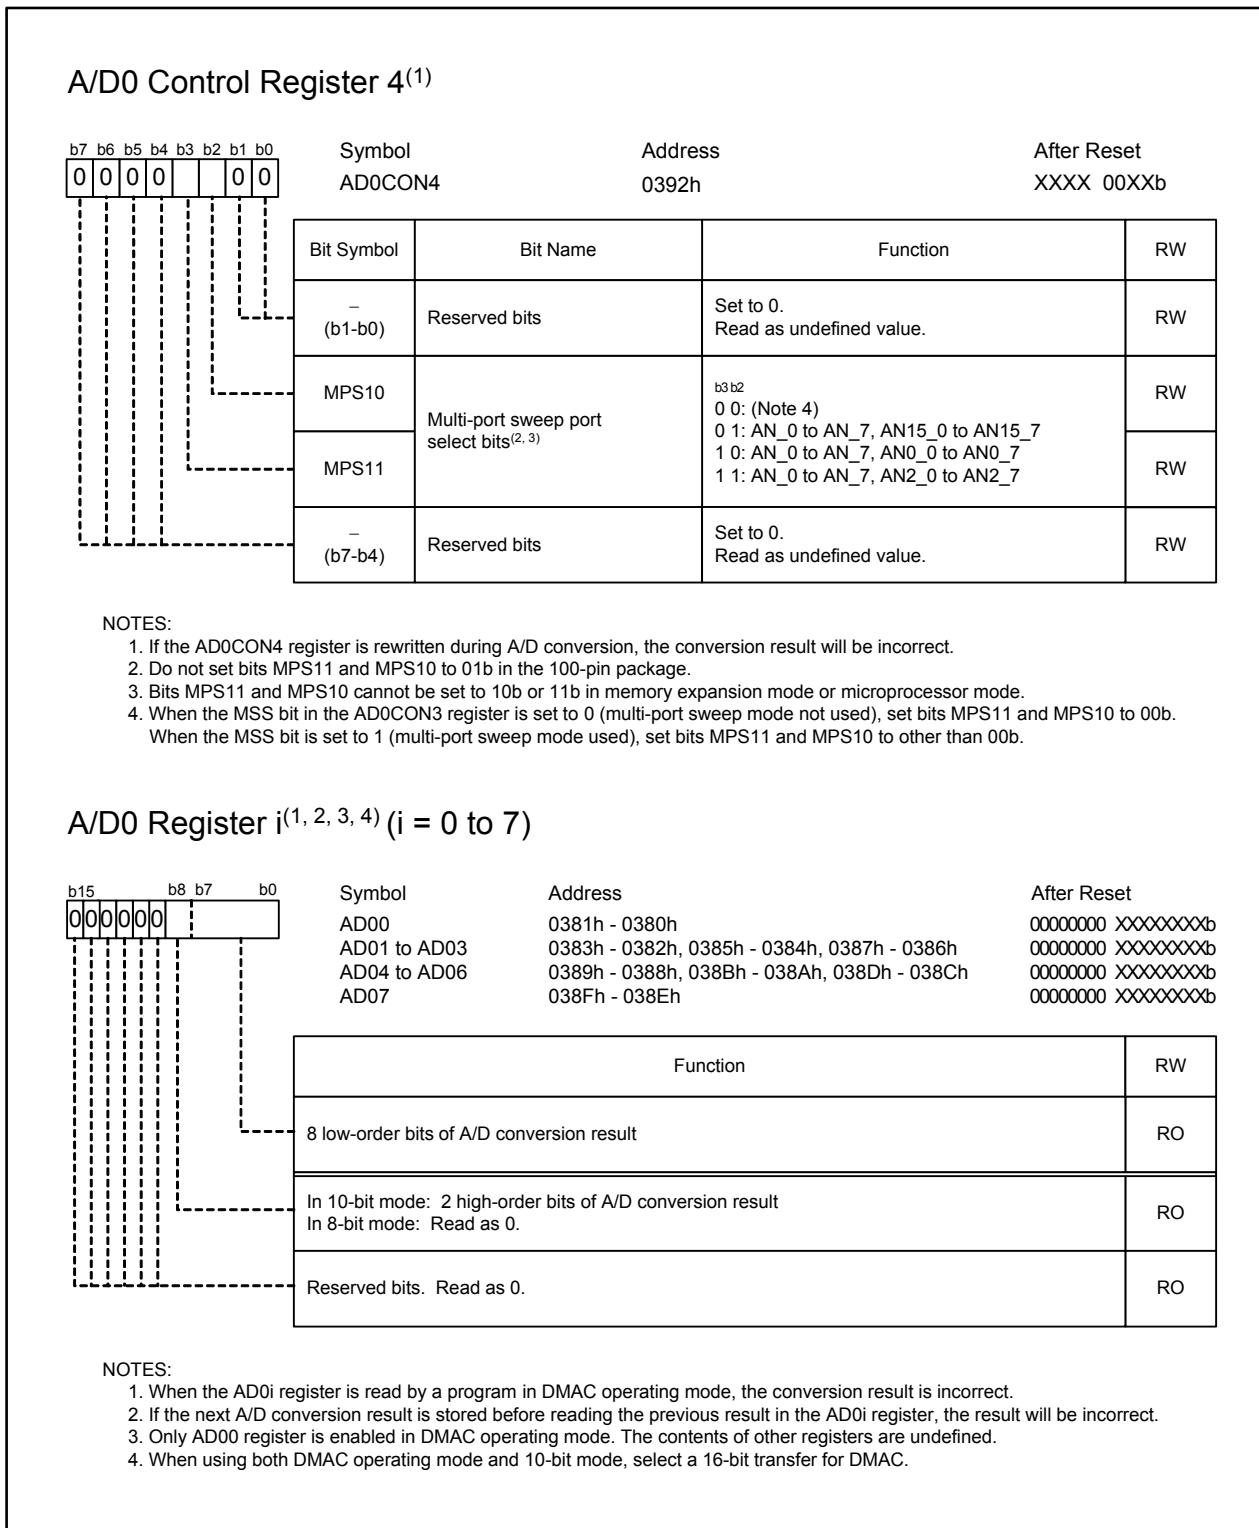 A/D0 Control Register 4(1)
b7 b6 b5 b4 b3 b2 b1 b0
0 0 0 0 0 0
Symbol Address After Reset
AD0CON4 0392h XXXX 00XXb
Bit Symbol Bit Name Function RW
–
(b1-b0) Reserved bits Set to 0.
Read as undefined value. RW
MPS10 Multi-port sweep port
select bits(2, 3) b3 b2
0 0: (Note 4)
0 1: AN_0 to AN_7, AN15_0 to AN15_7
1 0: AN_0 to AN_7, AN0_0 to AN0_7
1 1: AN_0 to AN_7, AN2_0 to AN2_7 RW
MPS11 RW
–
(b7-b4) Reserved bits Set to 0.
Read as undefined value. RW
NOTES:
1. If the AD0CON4 register is rewritten during A/D conversion, the conversion result will be incorrect.
2. Do not set bits MPS11 and MPS10 to 01b in the 100-pin package.
3. Bits MPS11 and MPS10 cannot be set to 10b or 11b in memory expansion mode or microprocessor mode.
4. When the MSS bit in the AD0CON3 register is set to 0 (multi-port sweep mode not used), set bits MPS11 and MPS10 to 00b.
When the MSS bit is set to 1 (multi-port sweep mode used), set bits MPS11 and MPS10 to other than 00b.
A/D0 Register i(1, 2, 3, 4) (i = 0 to 7)
b15 b8 b7 b0
0 0 0 0 0 0
Symbol Address After Reset
AD00 0381h - 0380h 00000000 XXXXXXXXb
AD01 to AD03 0383h - 0382h, 0385h - 0384h, 0387h - 0386h 00000000 XXXXXXXXb
AD04 to AD06 0389h - 0388h, 038Bh - 038Ah, 038Dh - 038Ch 00000000 XXXXXXXXb
AD07 038Fh - 038Eh 00000000 XXXXXXXXb
Function RW
8 low-order bits of A/D conversion result RO
In 10-bit mode: 2 high-order bits of A/D conversion result
In 8-bit mode: Read as 0. RO
Reserved bits. Read as 0. RO
NOTES:
1. When the AD0i register is read by a program in DMAC operating mode, the conversion result is incorrect.
2. If the next A/D conversion result is stored before reading the previous result in the AD0i register, the result will be incorrect.
3. Only AD00 register is enabled in DMAC operating mode. The contents of other registers are undefined.
4. When using both DMAC operating mode and 10-bit mode, select a 16-bit transfer for DMAC.